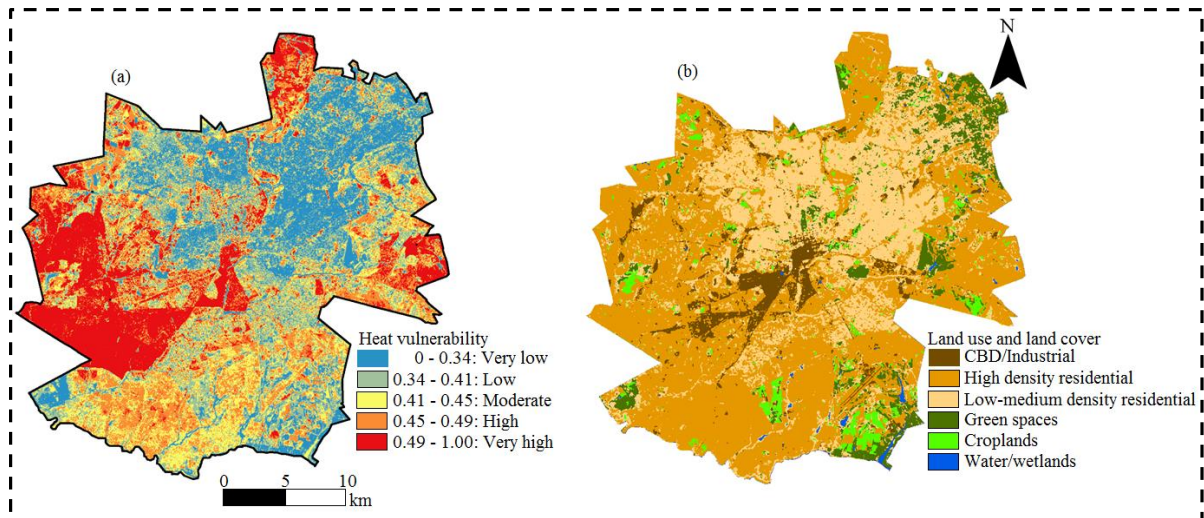 (a)
Heat vulnerability
0 - 0.34: Very low
0.34 - 0.41: Low
0.41 - 0.45: Moderate
0.45 - 0.49: High
0.49 - 1.00: Very high
0 5 10
km
N
(b)
Land use and land cover
CBD/Industrial
High density residential
Low-medium density residential
Green spaces
Croplands
Water/wetlands